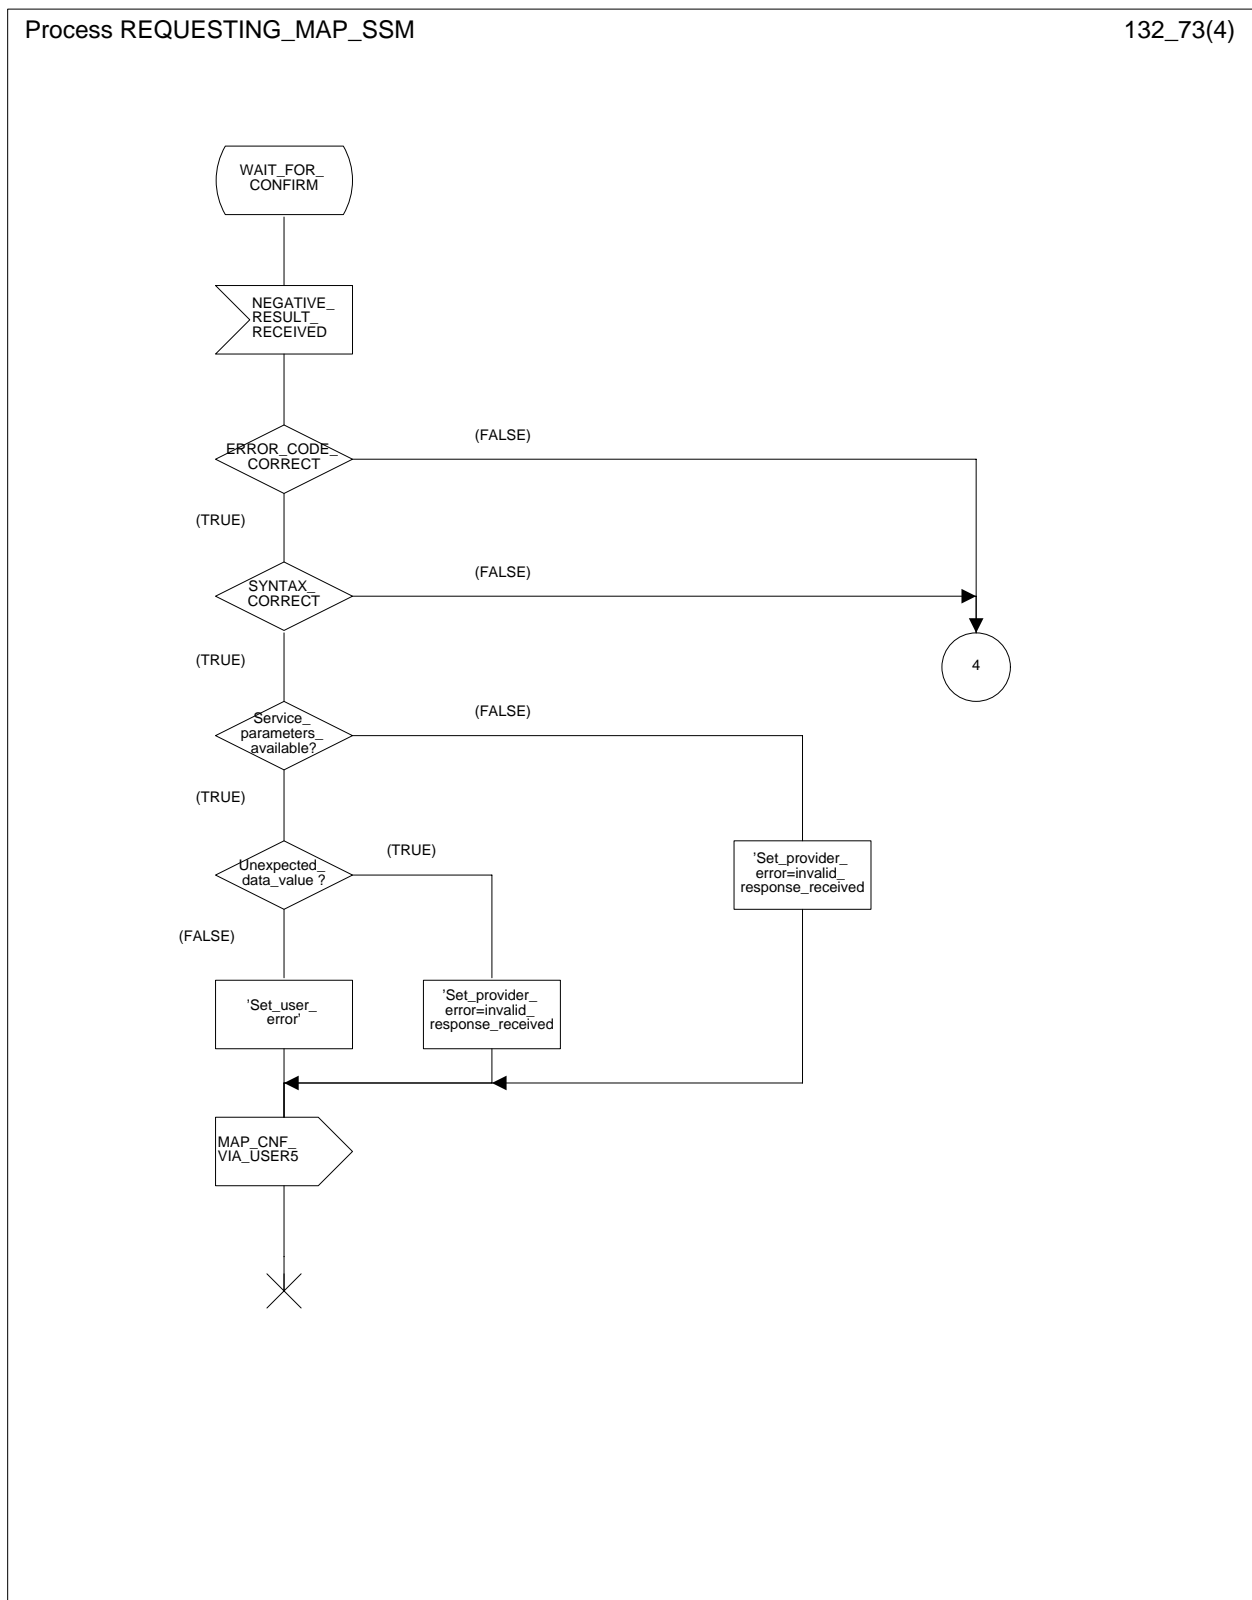 Process REQUESTING_MAP_SSM
132_73(4)
WAIT_FOR_
CONFIRM
NEGATIVE_
RESULT_
RECEIVED
ERROR_CODE_
CORRECT
(FALSE)
(TRUE)
SYNTAX_
CORRECT
(FALSE)
(TRUE)
4
Service_
parameters_
available?
(FALSE)
(TRUE)
Unexpected_
data_value ?
(TRUE)
'Set_provider_
error=invalid_
response_received
(FALSE)
'Set_user_
error'
'Set_provider_
error=invalid_
response_received
MAP_CNF_
VIA_USER5